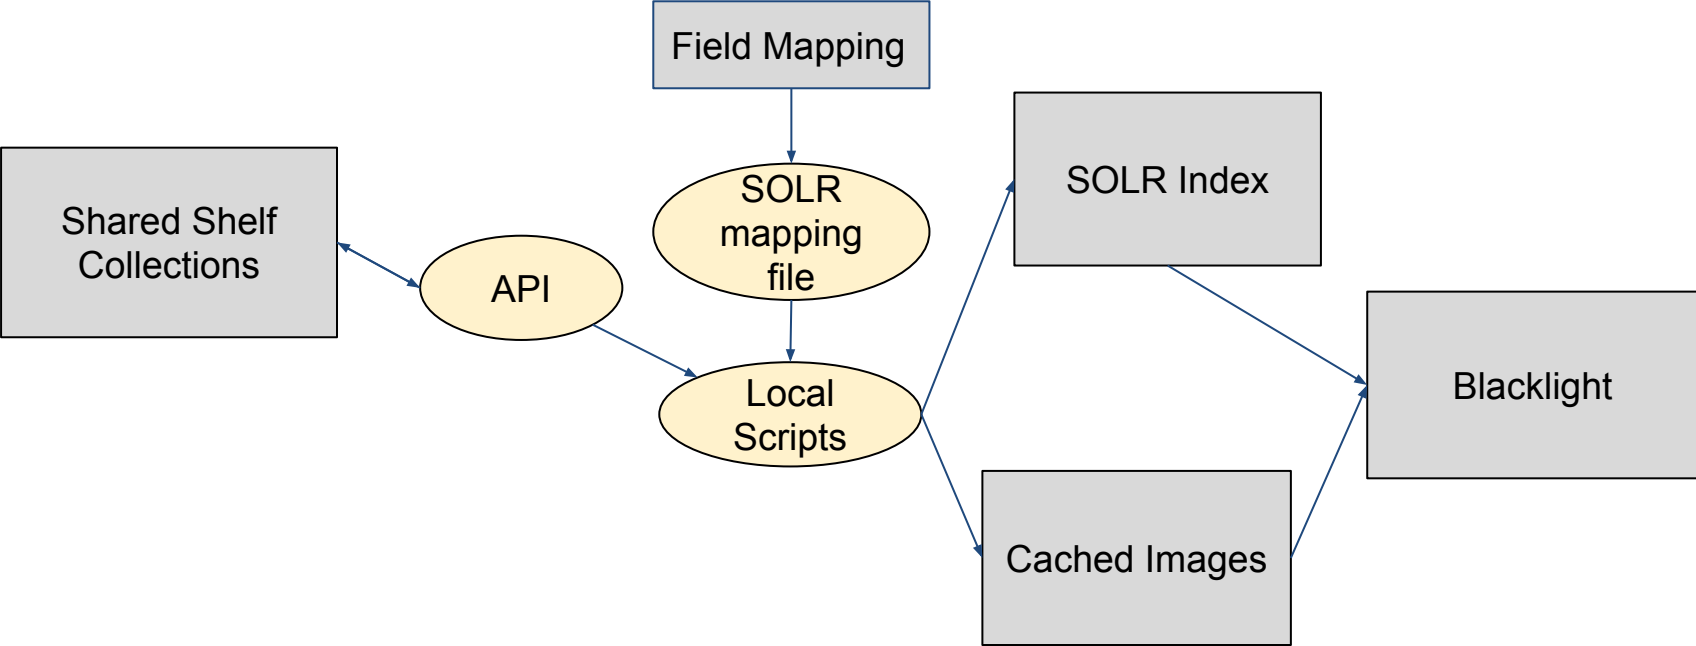 Field Mapping
Shared Shelf
Collections
API
SOLR
mapping
file
Local
Scripts
SOLR Index
Cached Images
Blacklight